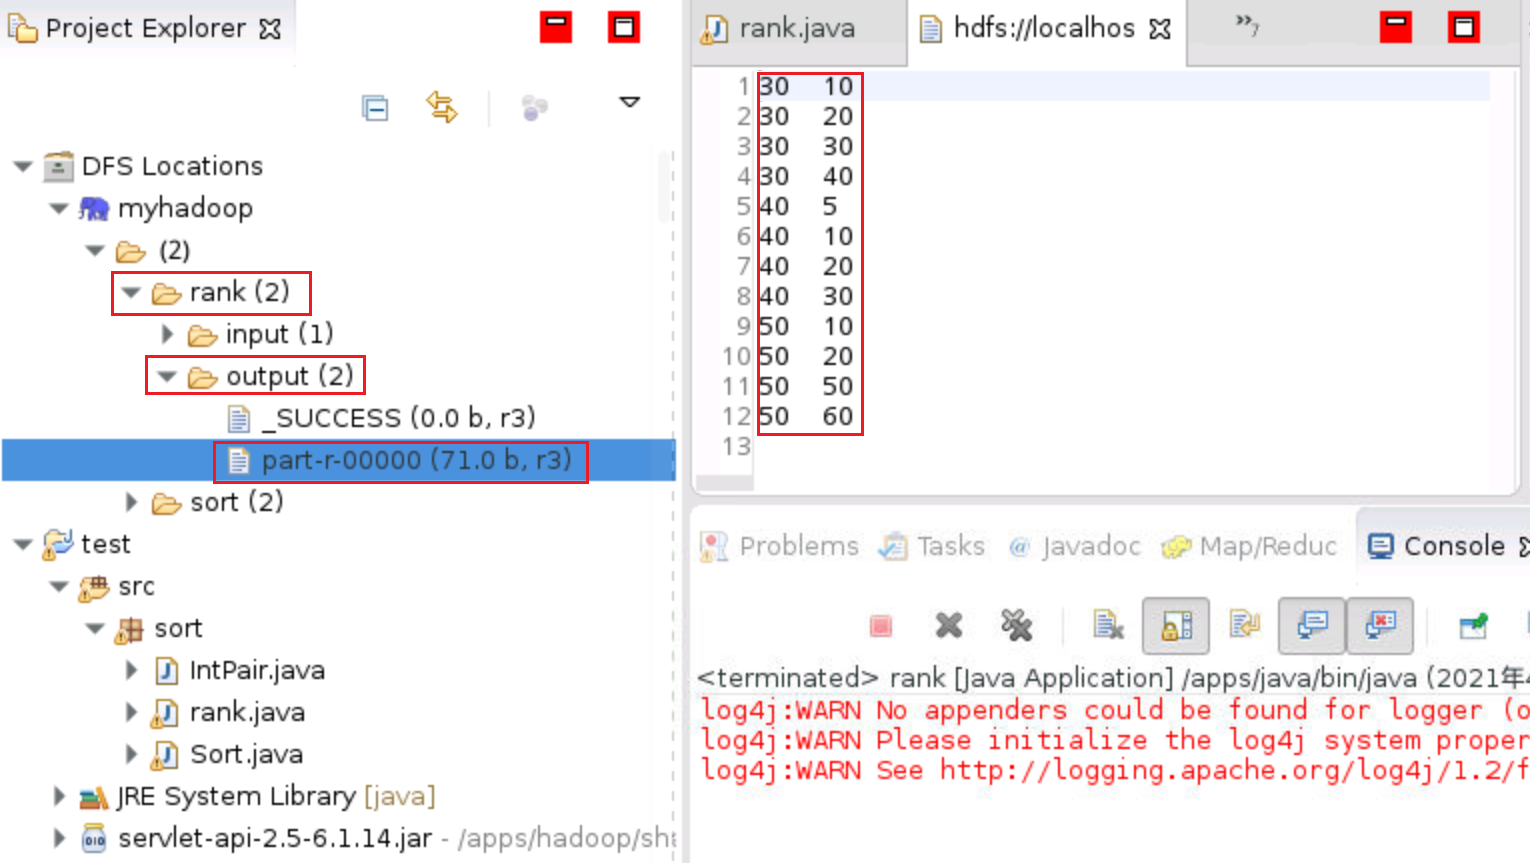 Project Explorer
DFS Locations
myhadoop
(2)
rank (2)
input (1)
output (2)
_SUCCESS (0.0 b, r3)
part-r-00000 (71.0 b, r3)
sort (2)
test
src
sort
IntPair.java
rank.java
Sort.java
JRE System Library [java]
servlet-api-2.5-6.1.14.jar - /apps/hadoop/sh
rank.java hdfs://localhos »7
1 30 10
2 30 20
3 30 30
4 30 40
5 40 5
6 40 10
7 40 20
8 40 30
9 50 10
10 50 20
11 50 50
12 50 60
13
Problems @ Javadoc Tasks Map/Reduc Console
<terminated> rank [Java Application] /apps/java/bin/java (2021年
log4j:WARN No appenders could be found for logger (o
log4j:WARN Please initialize the log4j system proper
log4j:WARN See http://logging.apache.org/log4j/1.2/f